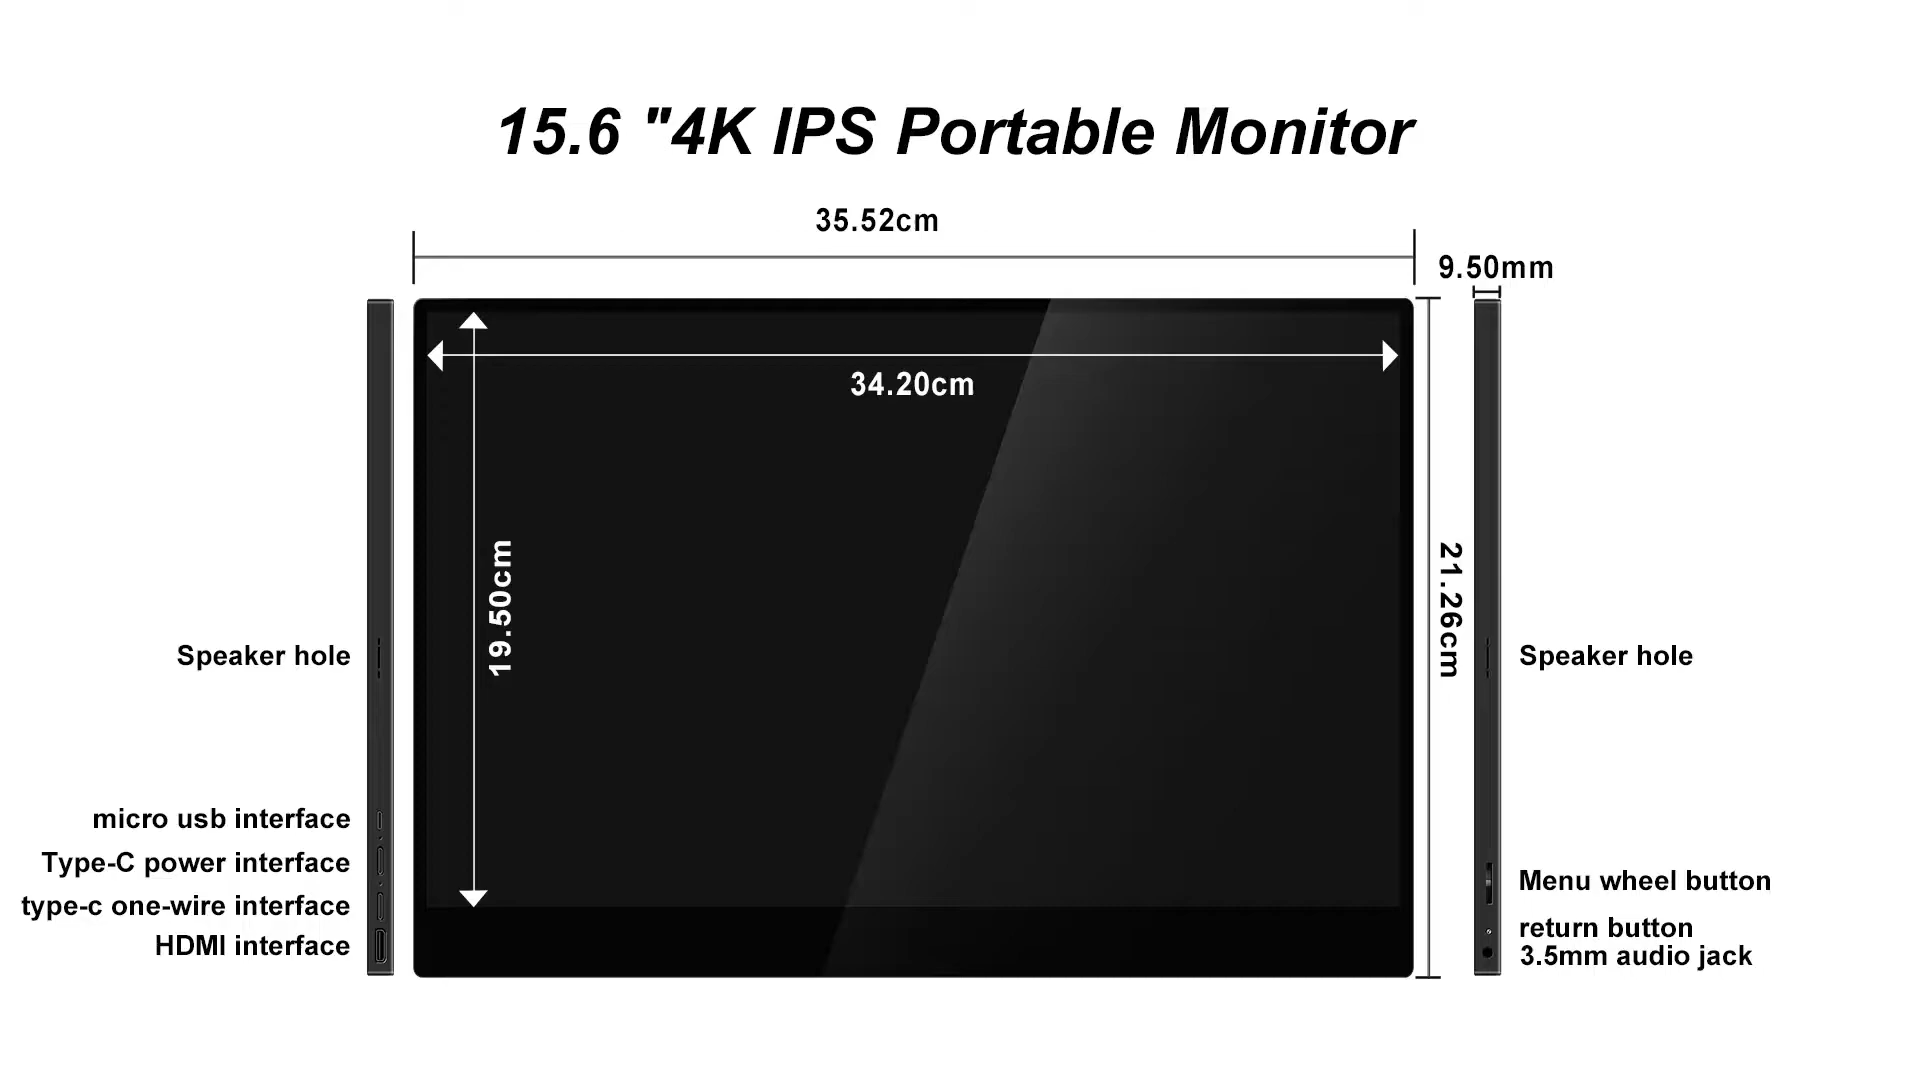 15.6 "4K IPS Portable Monitor
35.52cm
9.50mm
34.20cm
19.50cm
21.26cm
Speaker hole
micro usb interface
Type-C power interface
type-c one-wire interface
HDMI interface
Speaker hole
Menu wheel button
return button
3.5mm audio jack